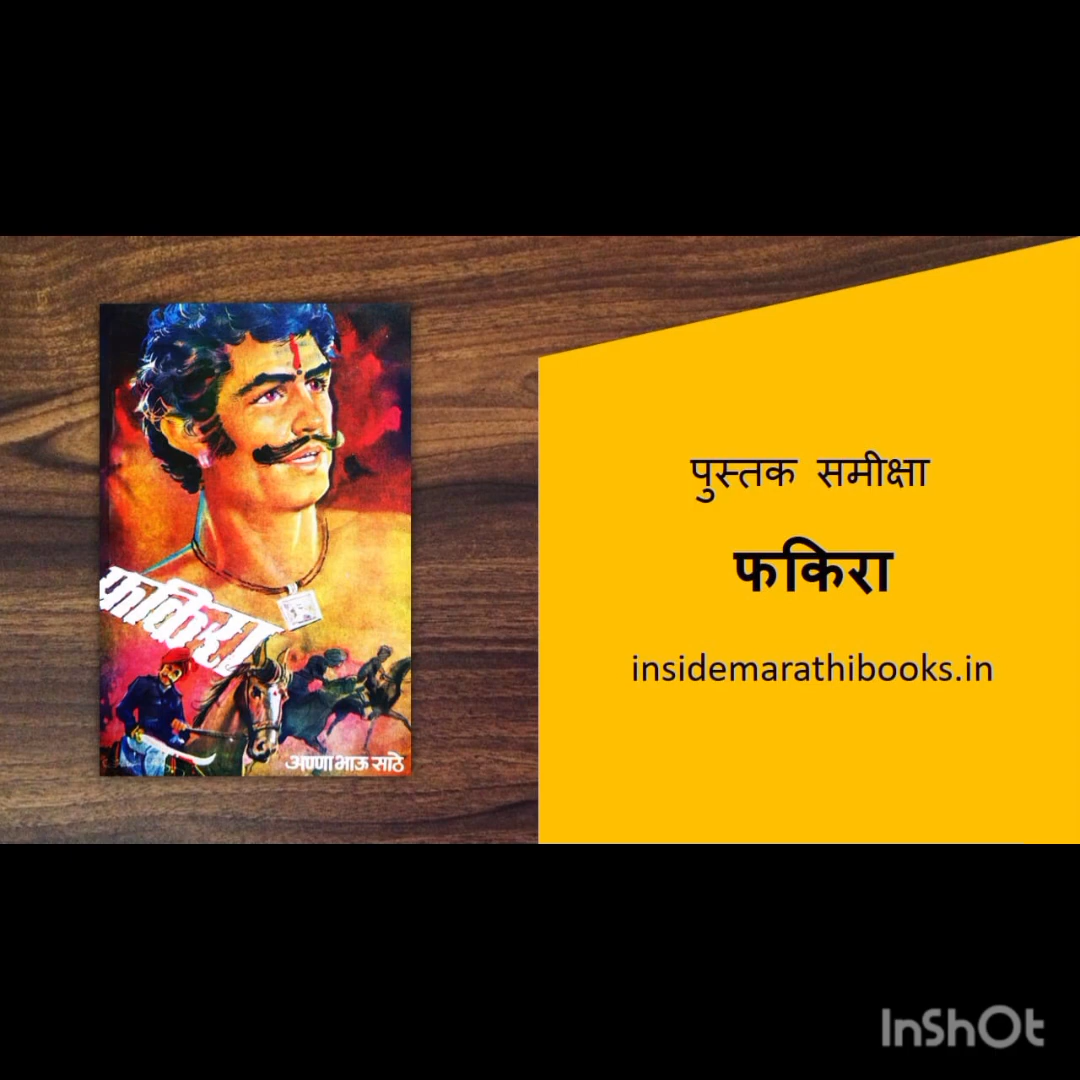 फकिरा
अण्णा भाऊ साठे
पुस्तक समीक्षा
फकिरा
insidemarathibooks.in
InShOt